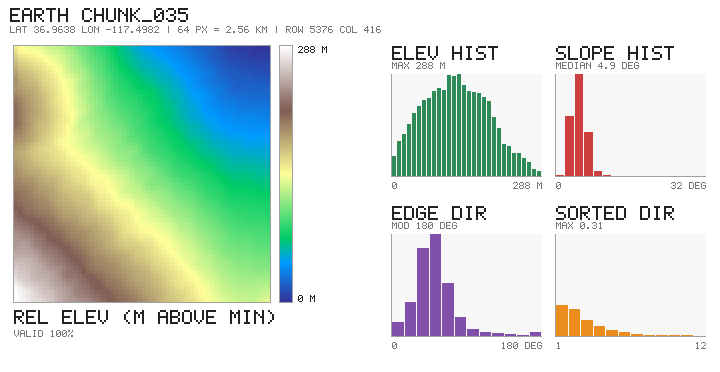 EARTH CHUNK_035
LAT 36.9638 LON -117.4982 | 64 PX = 2.56 KM | ROW 5376 COL 416
288 M
0 M
REL ELEV (M ABOVE MIN)
VALID 100%
ELEV HIST
MAX 288 M
0 288 M
SLOPE HIST
MEDIAN 4.9 DEG
0 32 DEG
EDGE DIR
MOD 180 DEG
0 180 DEG
SORTED DIR
MAX 0.31
1 12